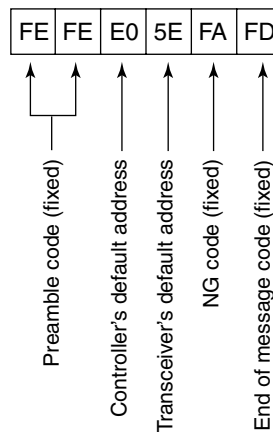 FE FE E0 5E FA FD
Preamble code (fixed)
Controller's default address
Transceiver's default address
NG code (fixed)
End of message code (fixed)